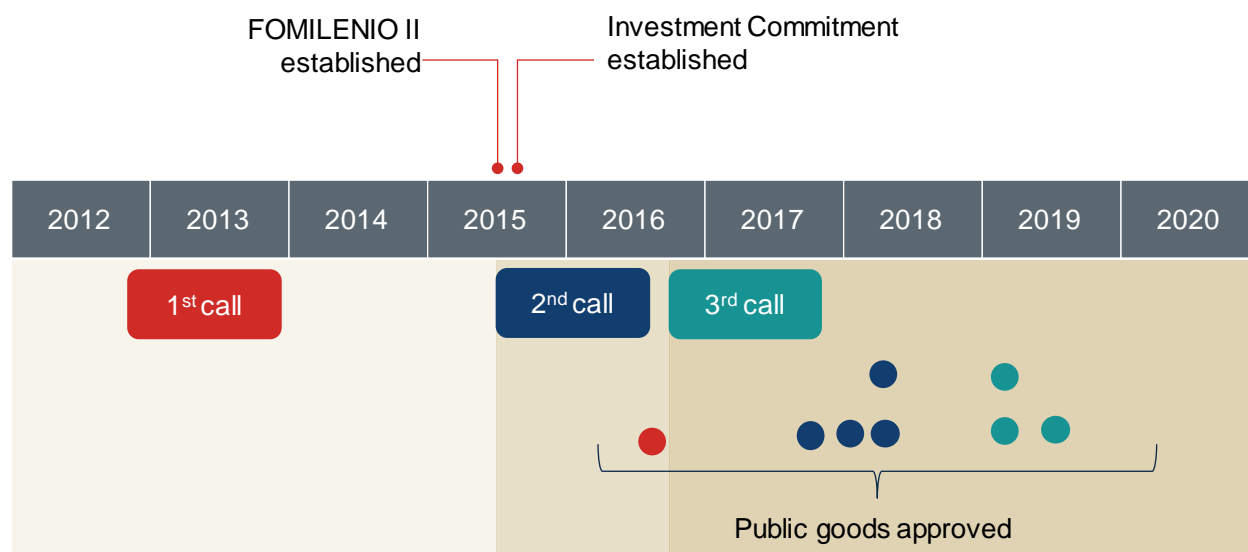 FOMILENIO II
established
Investment Commitment
established
2012 2013 2014 2015 2016 2017 2018 2019 2020
1st call
2nd call
3rd call
Public goods approved